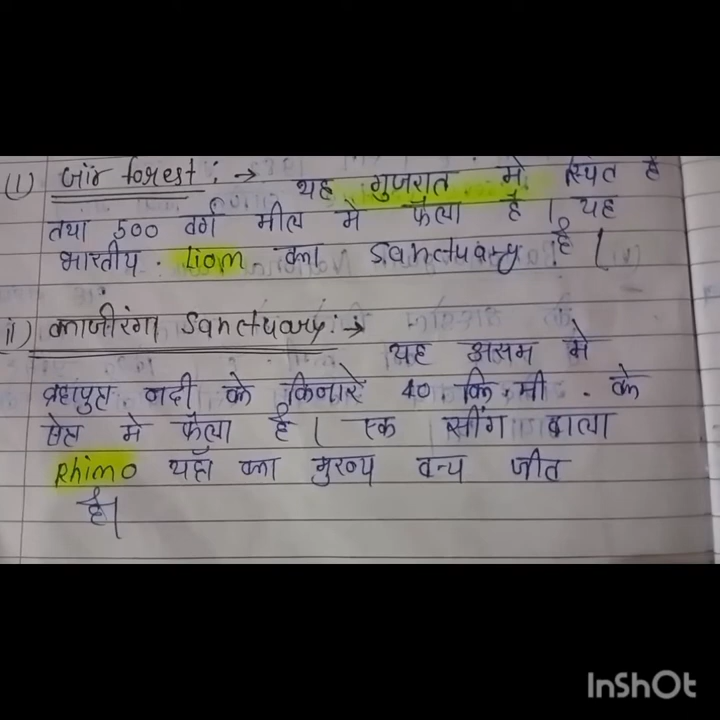 (i) Gir forest : → यह गुजरात में स्थित है
तथा 500 वर्ग मील में फैला है। यह
भारतीय Lion का Sanctuary है।
ii) काजीरंगा Sanctuary : →
यह असम में
ब्रह्मपुत्र नदी के किनारे 40 कि.मी. के
क्षेत्र में फैला है। एक सींग वाला
Rhino यहाँ का मुख्य वन्य जीव
है।
InShOt